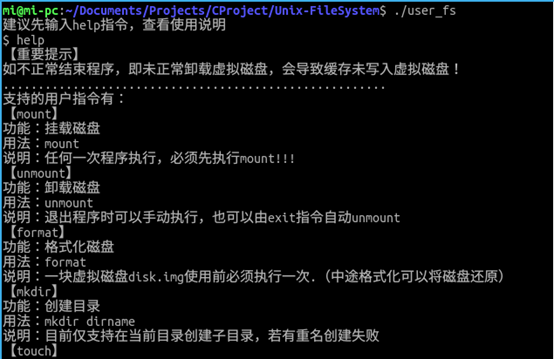 mi@mi-pc:~/Documents/Projects/CProject/Unix-FileSystem$ ./user_fs
建议先输入help指令，查看使用说明
$ help
【重要提示】
如不正常结束程序，即未正常卸载虚拟磁盘，会导致缓存未写入虚拟磁盘！
.......................................................
支持的用户指令有：
【mount】
功能：挂载磁盘
用法：mount
说明：任何一次程序执行，必须先执行mount!!!
【unmount】
功能：卸载磁盘
用法：unmount
说明：退出程序时可以手动执行，也可以由exit指令自动unmount
【format】
功能：格式化磁盘
用法：format
说明：一块虚拟磁盘disk.img使用前必须执行一次.（中途格式化可以将磁盘还原）
【mkdir】
功能：创建目录
用法：mkdir dirname
说明：目前仅支持在当前目录创建子目录，若有重名创建失败
【touch】